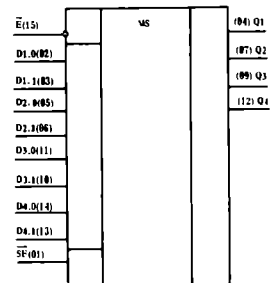 E̅(15)
MS
(04) Q1
D1.0(02)
(07) Q2
D1.1(03)
(09) Q3
D2.0(05)
(12) Q4
D2.1(06)
D3.0(11)
D3.1(10)
D4.0(14)
D4.1(13)
S̅E̅(01)